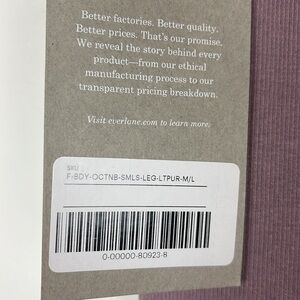 Better factories. Better quality.
Better prices. That's our promise.
We reveal the story behind every
product—from our ethical
manufacturing process to our
transparent pricing breakdown.
Visit everlane.com to learn more.
SKU
F-BDY-OCTNB-SMLS-LEG-LTPUR-M/L
0-00000-80923-8